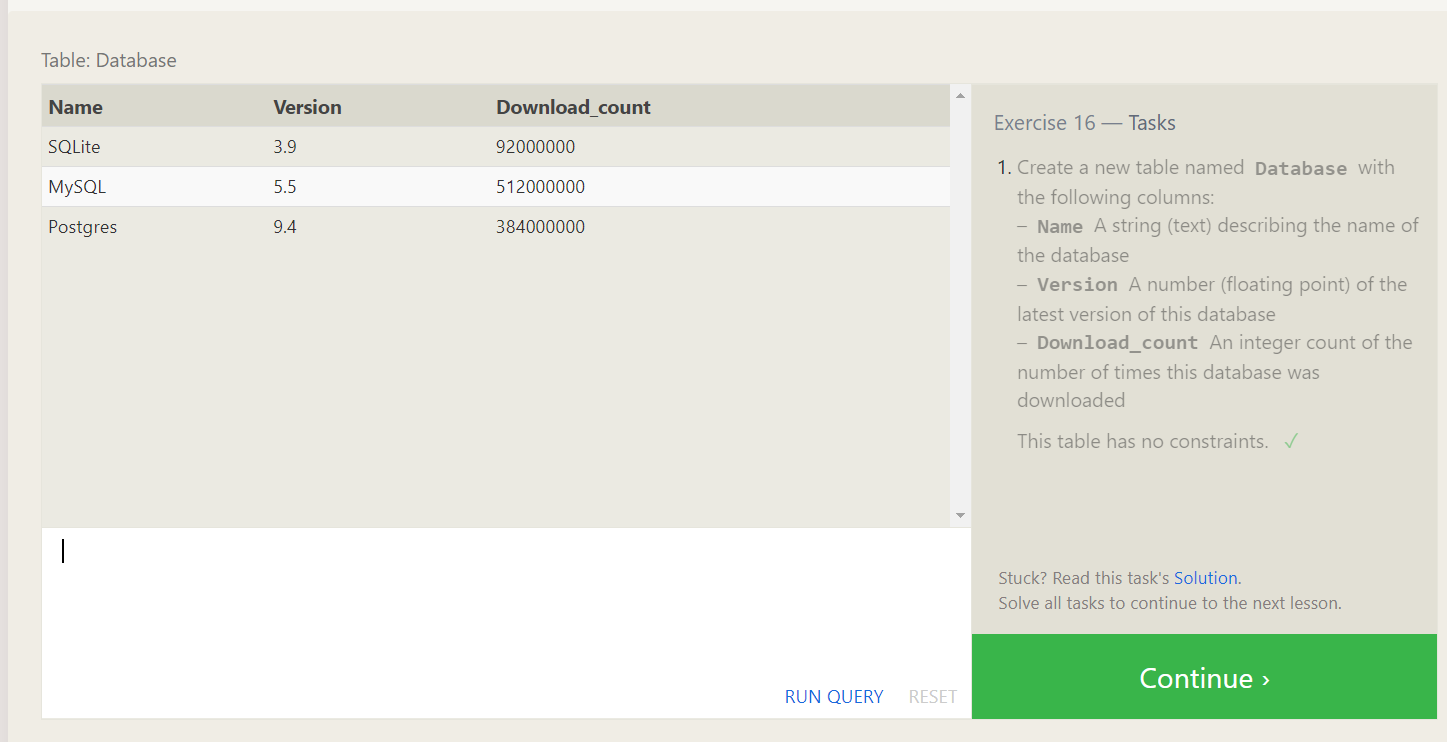 Table: Database
Name Version Download_count
SQLite 3.9 92000000
MySQL 5.5 512000000
Postgres 9.4 384000000
RUN QUERY RESET
Exercise 16 — Tasks
1. Create a new table named Database with
the following columns:
– Name A string (text) describing the name of
the database
– Version A number (floating point) of the
latest version of this database
– Download_count An integer count of the
number of times this database was
downloaded
This table has no constraints. ✓
Stuck? Read this task's Solution.
Solve all tasks to continue to the next lesson.
Continue ›